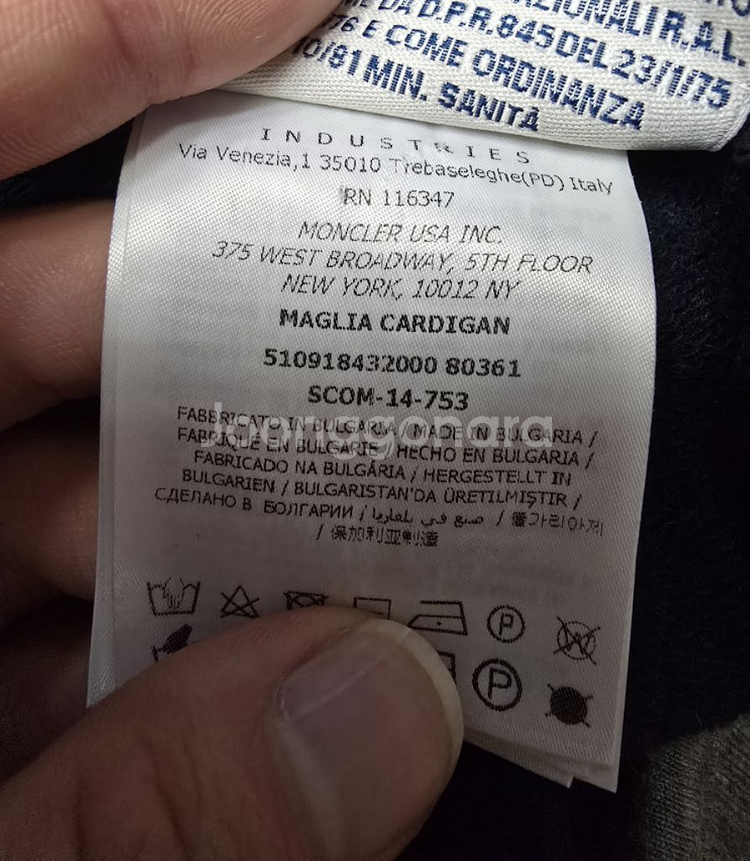 ZIONALI R.A.L.
DA D.P.R. 845 DEL 23/1/75
76 E COME ORDINANZA
10/81 MIN. SANITÀ
INDUSTRIES
Via Venezia,1 35010 Trebaseleghe(PD) Italy
RN 116347
MONCLER USA INC.
375 WEST BROADWAY, 5TH FLOOR
NEW YORK, 10012 NY
MAGLIA CARDIGAN
510918432000 80361
SCOM-14-753
Joonggonara
FABBRICATO IN BULGARIA / MADE IN BULGARIA /
FABRIQUÉ EN BULGARIE / HECHO EN BULGARIA /
FABRICADO NA BULGÁRIA / HERGESTELLT IN
BULGARIEN / BULGARISTAN'DA ÜRETILMIŞTIR /
СДЕЛАНО В БОЛГАРИИ / صنع في بلغاريا / 불가리아제
/ 保加利亚制造
P
W
P